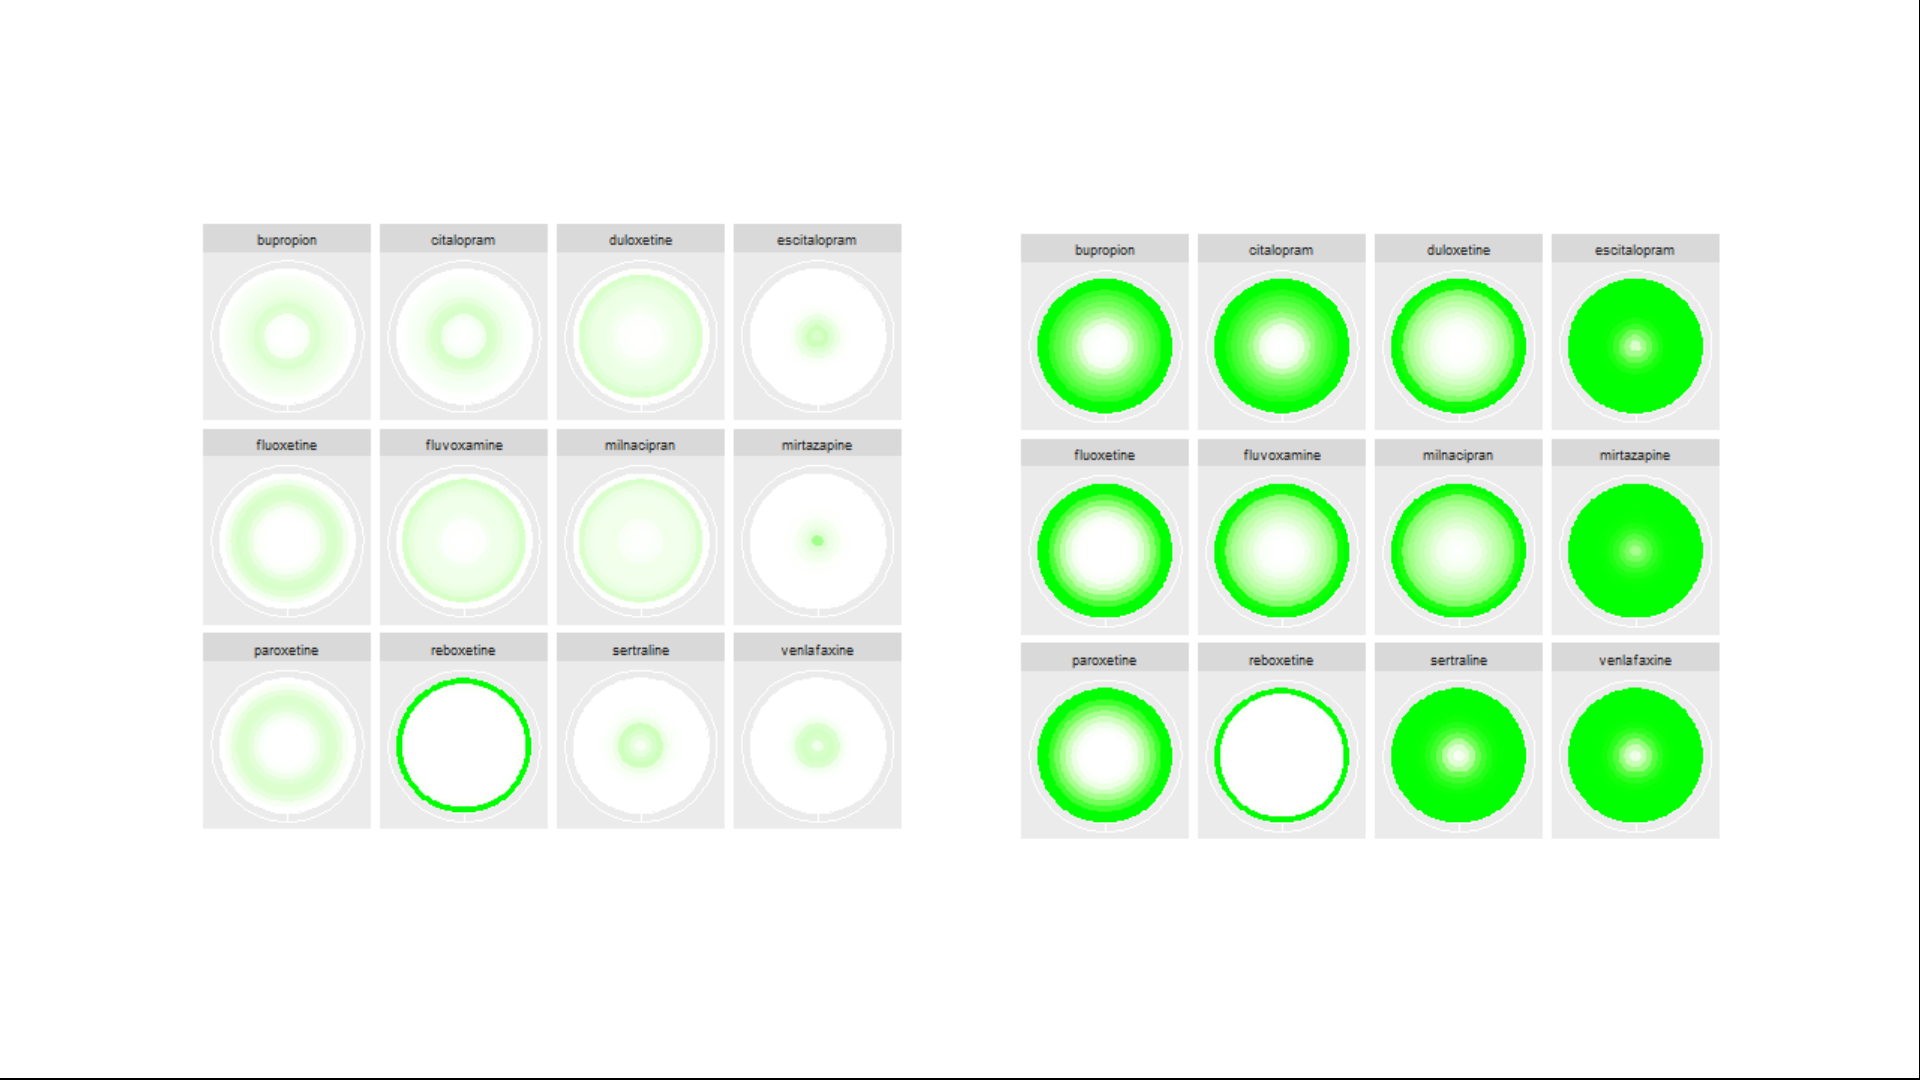 bupropion citalopram duloxetine escitalopram
fluoxetine fluvoxamine milnacipran mirtazapine
paroxetine reboxetine sertraline venlafaxine
bupropion citalopram duloxetine escitalopram
fluoxetine fluvoxamine milnacipran mirtazapine
paroxetine reboxetine sertraline venlafaxine